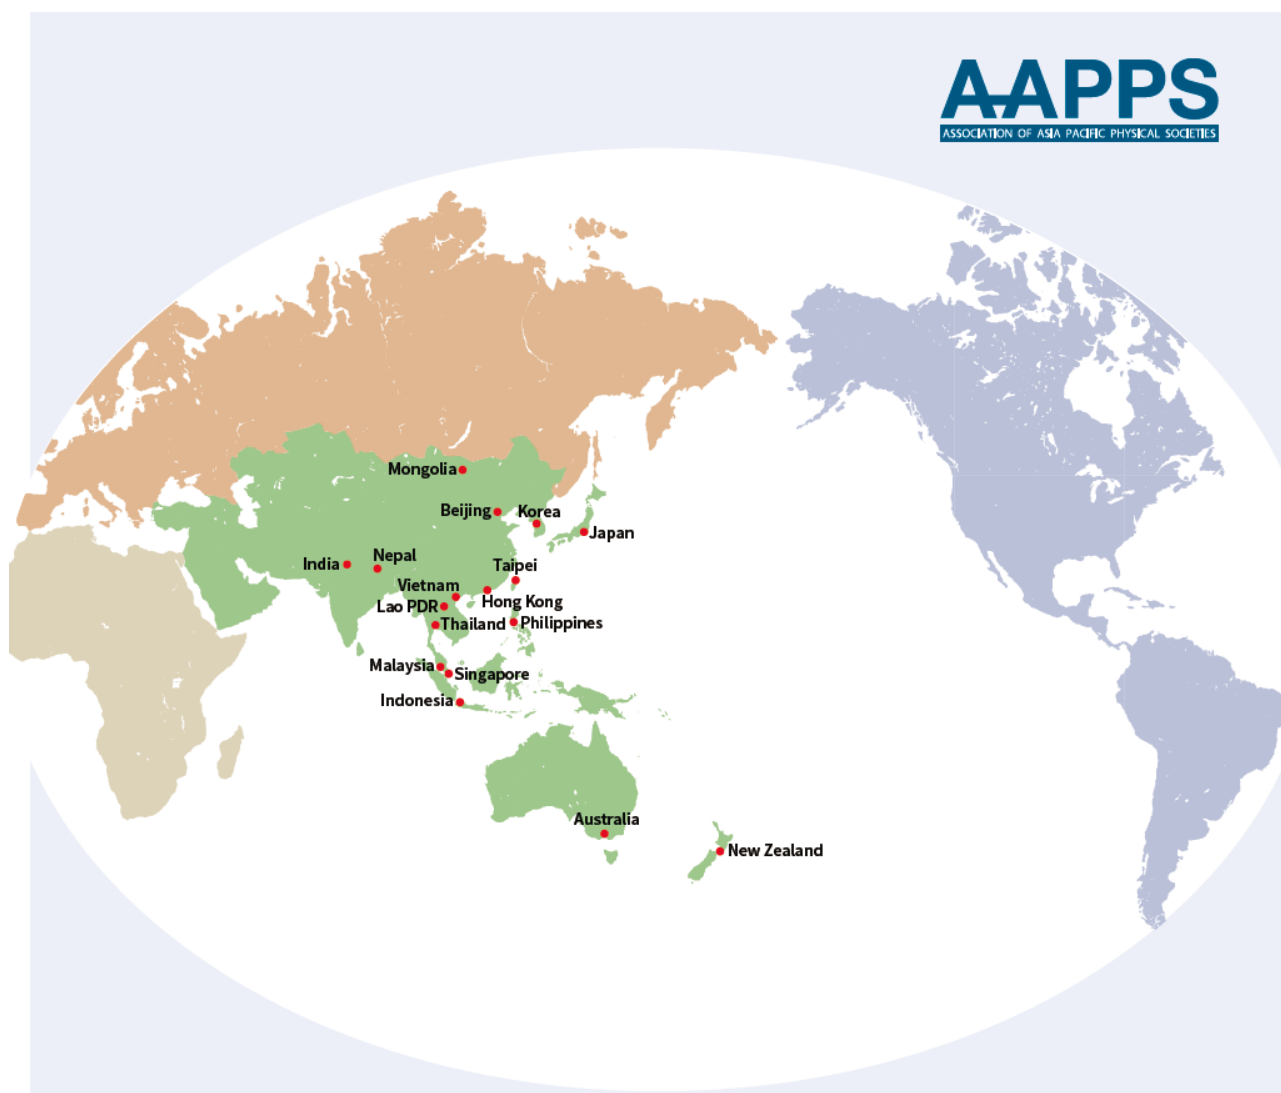 AAPPS
ASSOCIATION OF ASIA PACIFIC PHYSICAL SOCIETIES
Mongolia
Beijing
Korea
Japan
India
Nepal
Taipei
Vietnam
Hong Kong
Lao PDR
Philippines
Thailand
Malaysia
Singapore
Indonesia
Australia
New Zealand